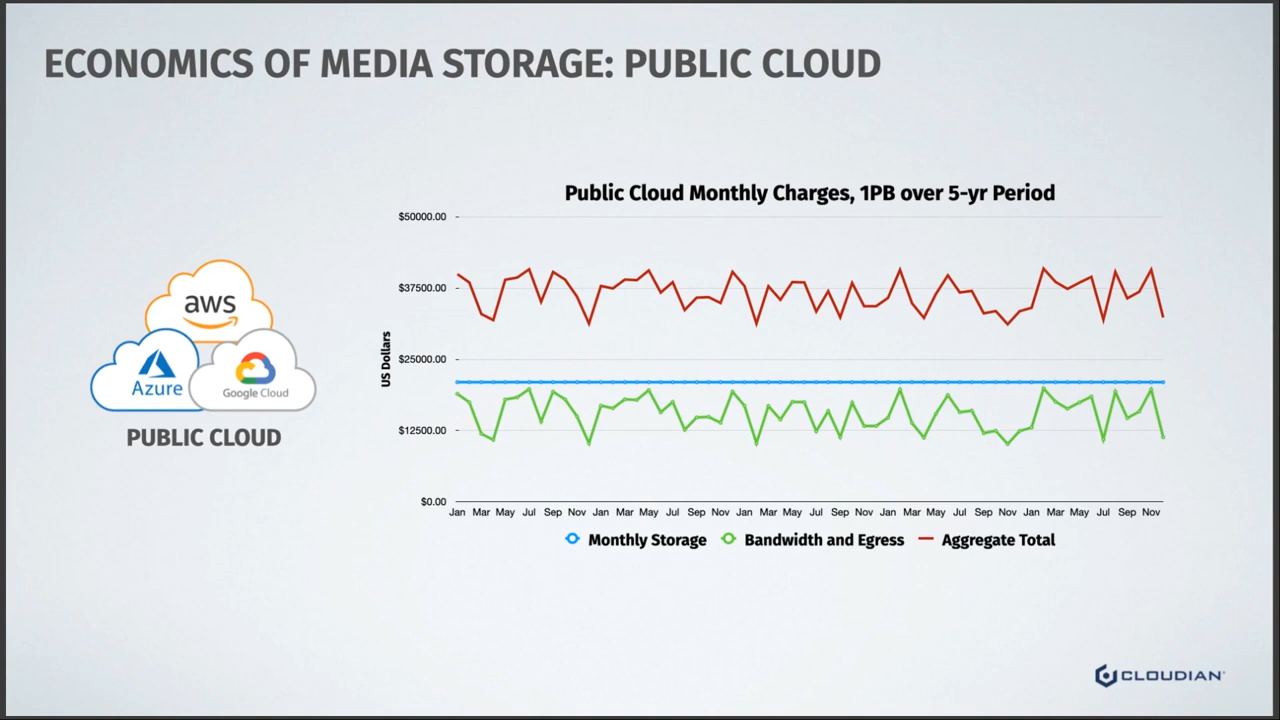 ECONOMICS OF MEDIA STORAGE: PUBLIC CLOUD
aws
Azure
Google Cloud
PUBLIC CLOUD
Public Cloud Monthly Charges, 1PB over 5-yr Period
US Dollars
$50000.00
$37500.00
$25000.00
$12500.00
$0.00
Jan Mar May Jul Sep Nov Jan Mar May Jul Sep Nov Jan Mar May Jul Sep Nov Jan Mar May Jul Sep Nov Jan Mar May Jul Sep Nov
Monthly Storage Bandwidth and Egress Aggregate Total
CLOUDIAN